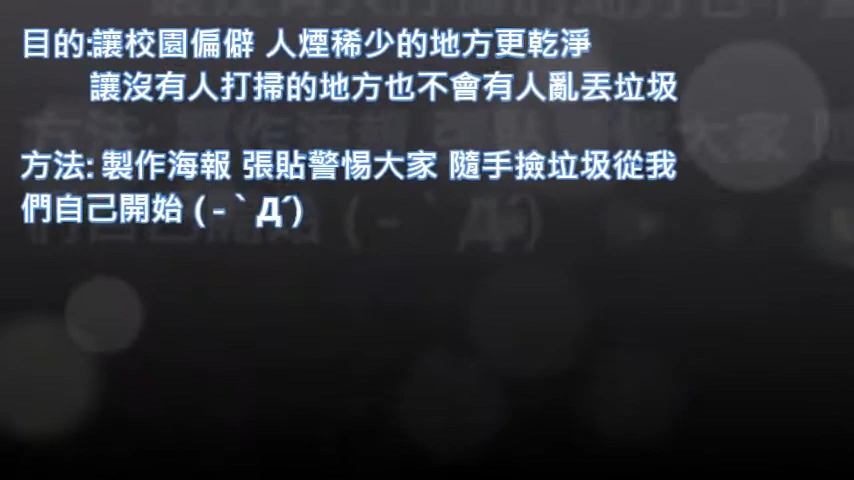 目的:讓校園偏僻 人煙稀少的地方更乾淨
讓沒有人打掃的地方也不會有人亂丟垃圾
方法: 製作海報 張貼警惕大家 隨手撿垃圾從我
們自己開始 ( - ` Д´)